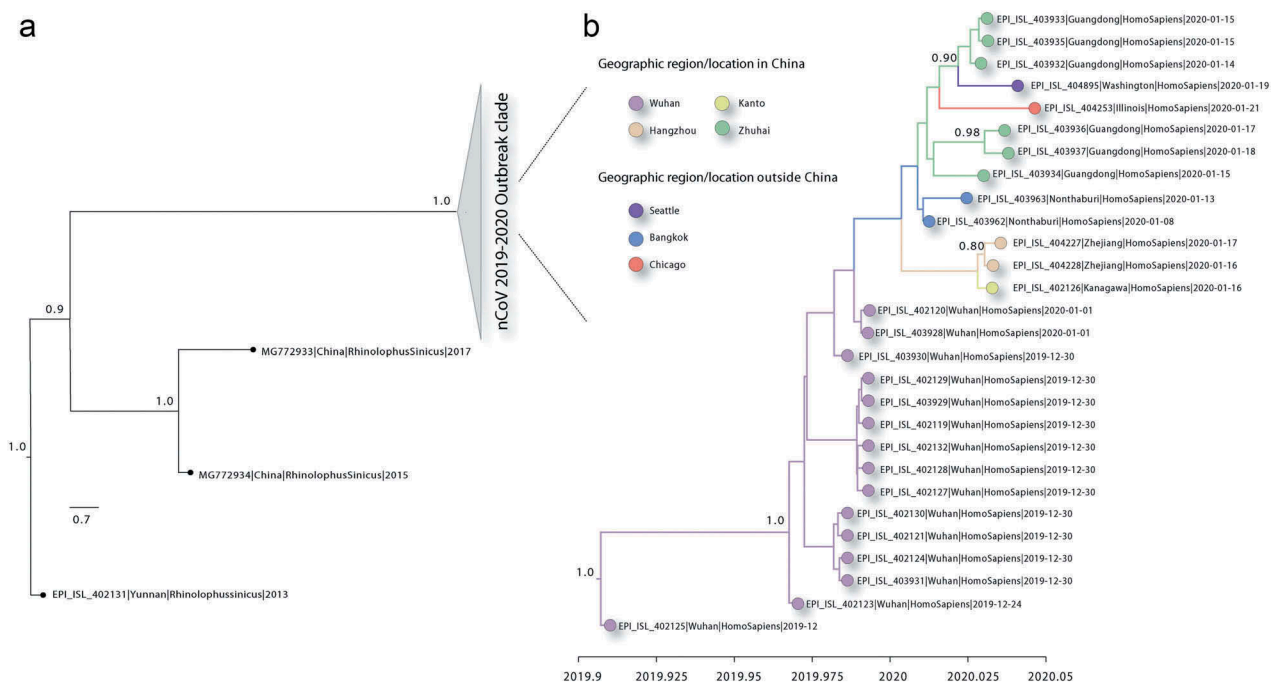 a
1.0
nCoV 2019-2020 Outbreak clade
0.9
MG772933|China|RhinolophusSinicus|2017
1.0
1.0
MG772934|China|RhinolophusSinicus|2015
0.7
EPI_ISL_402131|Yunnan|Rhinolophussinicus|2013
b
Geographic region/location in China
Wuhan
Kanto
Hangzhou
Zhuhai
Geographic region/location outside China
Seattle
Bangkok
Chicago
EPI_ISL_403933|Guangdong|HomoSapiens|2020-01-15
EPI_ISL_403935|Guangdong|HomoSapiens|2020-01-15
0.90
EPI_ISL_403932|Guangdong|HomoSapiens|2020-01-14
EPI_ISL_404895|Washington|HomoSapiens|2020-01-19
EPI_ISL_404253|Illinois|HomoSapiens|2020-01-21
0.98
EPI_ISL_403936|Guangdong|HomoSapiens|2020-01-17
EPI_ISL_403937|Guangdong|HomoSapiens|2020-01-18
EPI_ISL_403934|Guangdong|HomoSapiens|2020-01-15
EPI_ISL_403963|Nonthaburi|HomoSapiens|2020-01-13
EPI_ISL_403962|Nonthaburi|HomoSapiens|2020-01-08
0.80
EPI_ISL_404227|Zhejiang|HomoSapiens|2020-01-17
EPI_ISL_404228|Zhejiang|HomoSapiens|2020-01-16
EPI_ISL_402126|Kanagawa|HomoSapiens|2020-01-16
EPI_ISL_402120|Wuhan|HomoSapiens|2020-01-01
EPI_ISL_403928|Wuhan|HomoSapiens|2020-01-01
EPI_ISL_403930|Wuhan|HomoSapiens|2019-12-30
EPI_ISL_402129|Wuhan|HomoSapiens|2019-12-30
EPI_ISL_403929|Wuhan|HomoSapiens|2019-12-30
EPI_ISL_402119|Wuhan|HomoSapiens|2019-12-30
EPI_ISL_402132|Wuhan|HomoSapiens|2019-12-30
EPI_ISL_402128|Wuhan|HomoSapiens|2019-12-30
EPI_ISL_402127|Wuhan|HomoSapiens|2019-12-30
EPI_ISL_402130|Wuhan|HomoSapiens|2019-12-30
1.0
EPI_ISL_402121|Wuhan|HomoSapiens|2019-12-30
EPI_ISL_402124|Wuhan|HomoSapiens|2019-12-30
1.0
EPI_ISL_403931|Wuhan|HomoSapiens|2019-12-30
EPI_ISL_402123|Wuhan|HomoSapiens|2019-12-24
EPI_ISL_402125|Wuhan|HomoSapiens|2019-12
2019.9 2019.925 2019.95 2019.975 2020 2020.025 2020.05